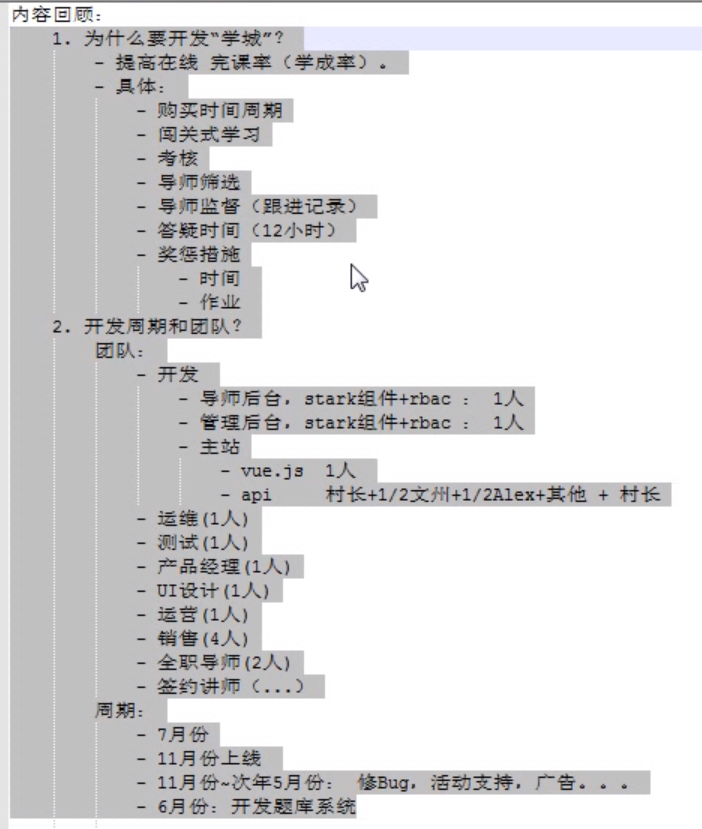 内容回顾：
1. 为什么要开发“学城”？
- 提高在线 完课率（学成率）。
- 具体：
- 购买时间周期
- 闯关式学习
- 考核
- 导师筛选
- 导师监督（跟进记录）
- 答疑时间（12小时）
- 奖惩措施
- 时间
- 作业
2. 开发周期和团队？
团队：
- 开发
- 导师后台，stark组件+rbac ： 1人
- 管理后台，stark组件+rbac ： 1人
- 主站
- vue.js 1人
- api 村长+1/2文州+1/2Alex+其他 + 村长
- 运维(1人)
- 测试(1人)
- 产品经理(1人)
- UI设计(1人)
- 运营(1人)
- 销售(4人)
- 全职导师(2人)
- 签约讲师（...）
周期：
- 7月份
- 11月份上线
- 11月份~次年5月份： 修Bug，活动支持，广告。。。
- 6月份：开发题库系统